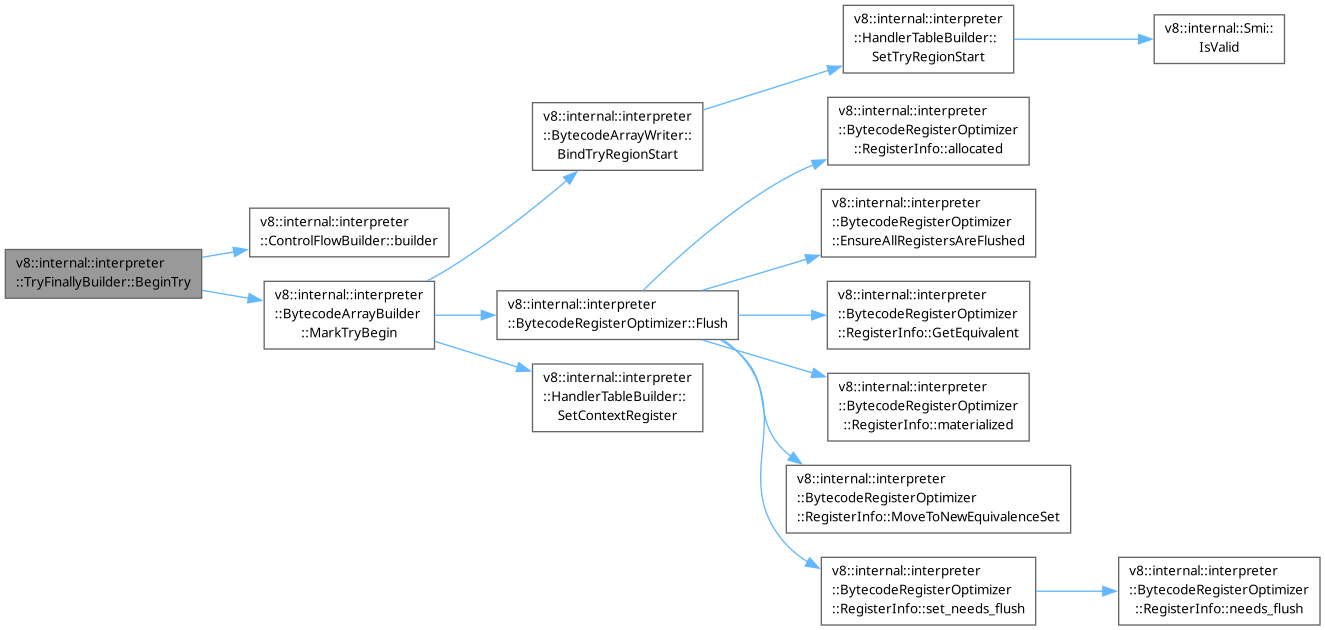 v8::internal::interpreter
::TryFinallyBuilder::BeginTry
v8::internal::interpreter
::ControlFlowBuilder::builder
v8::internal::interpreter
::BytecodeArrayBuilder
::MarkTryBegin
v8::internal::interpreter
::BytecodeArrayWriter::
BindTryRegionStart
v8::internal::interpreter
::HandlerTableBuilder::
SetTryRegionStart
v8::internal::Smi::
IsValid
v8::internal::interpreter
::BytecodeRegisterOptimizer::Flush
v8::internal::interpreter
::BytecodeRegisterOptimizer
::RegisterInfo::allocated
v8::internal::interpreter
::BytecodeRegisterOptimizer
::EnsureAllRegistersAreFlushed
v8::internal::interpreter
::BytecodeRegisterOptimizer
::RegisterInfo::GetEquivalent
v8::internal::interpreter
::BytecodeRegisterOptimizer
::RegisterInfo::materialized
v8::internal::interpreter
::BytecodeRegisterOptimizer
::RegisterInfo::MoveToNewEquivalenceSet
v8::internal::interpreter
::BytecodeRegisterOptimizer
::RegisterInfo::set_needs_flush
v8::internal::interpreter
::BytecodeRegisterOptimizer
::RegisterInfo::needs_flush
v8::internal::interpreter
::HandlerTableBuilder::
SetContextRegister